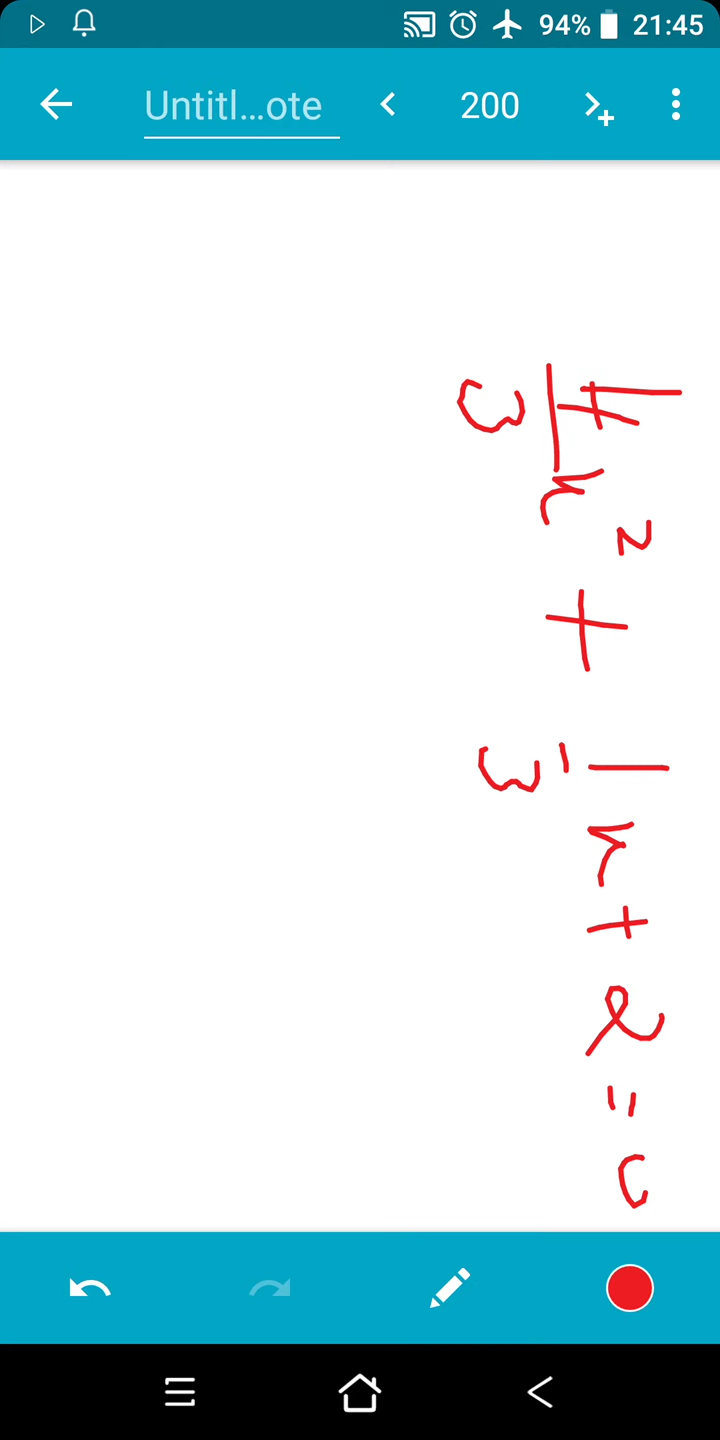 4/3 x² + 1/3 x + 2 = 0
Untitl...ote
200
94%
21:45